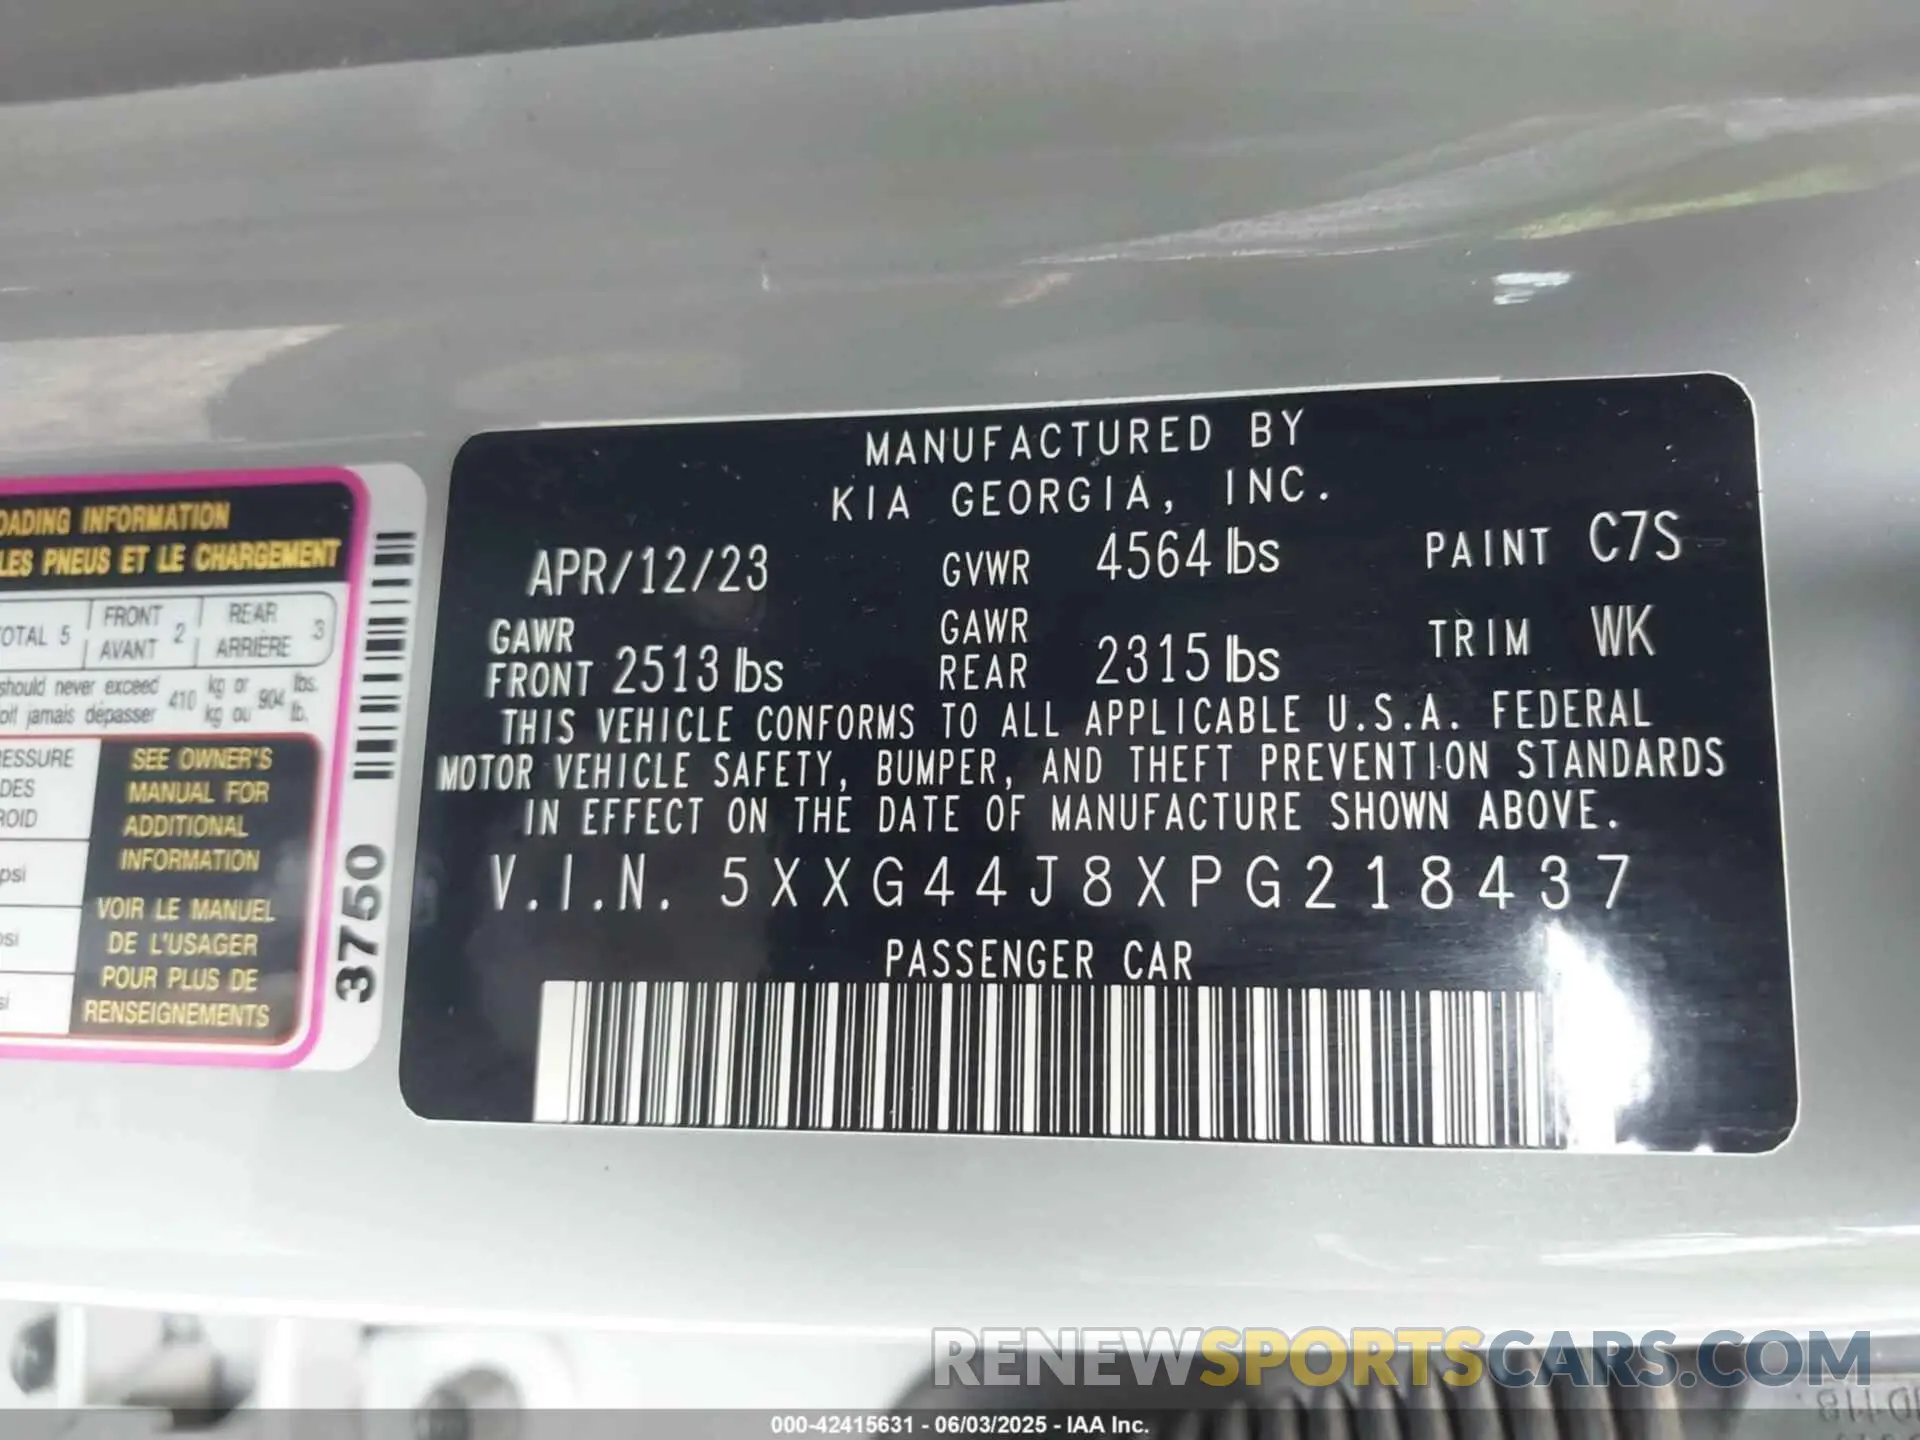 MANUFACTURED BY
KIA GEORGIA, INC.
APR/12/23 GVWR 4564 lbs PAINT C7S
GAWR FRONT 2513 lbs GAWR REAR 2315 lbs TRIM WK
THIS VEHICLE CONFORMS TO ALL APPLICABLE U.S.A. FEDERAL
MOTOR VEHICLE SAFETY, BUMPER, AND THEFT PREVENTION STANDARDS
IN EFFECT ON THE DATE OF MANUFACTURE SHOWN ABOVE.
V.I.N. 5XXG44J8XPG218437
PASSENGER CAR
OADING INFORMATION
LES PNEUS ET LE CHARGEMENT
OTAL 5 FRONT AVANT 2 REAR ARRIÈRE 3
should never exceed 410 kg or 904 lbs.
oit jamais dépasser kg ou lb.
ESSURE
DES
ROID
psi
psi
si
SEE OWNER'S
MANUAL FOR
ADDITIONAL
INFORMATION
VOIR LE MANUEL
DE L'USAGER
POUR PLUS DE
RENSEIGNEMENTS
3750
RENEWSPORTSCARS.COM
000-42415631 - 06/03/2025 - IAA Inc.